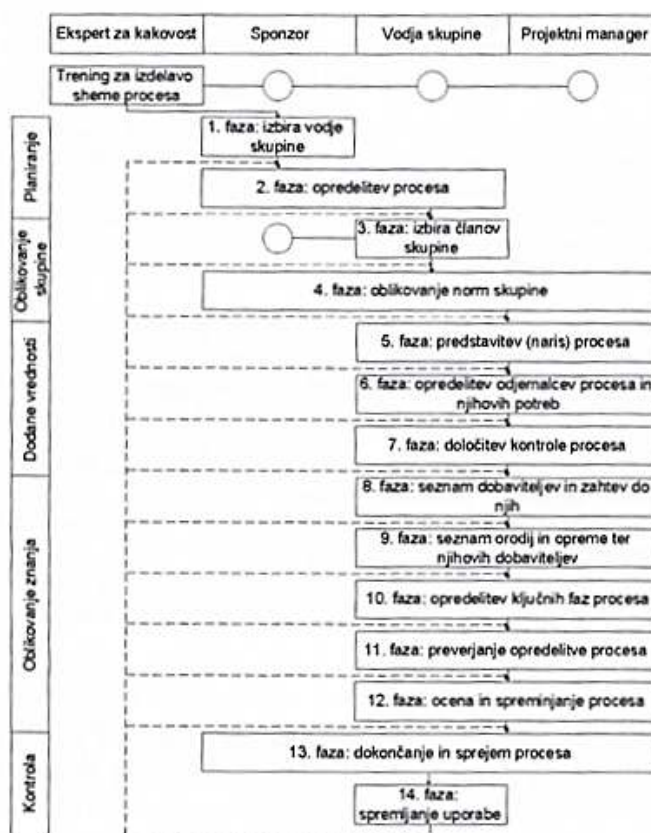 Ekspert za kakovost
Sponzor
Vodja skupine
Projektni manager
Trening za izdelavo
sheme procesa
Planiranje
1. faza: izbira vodje
skupine
2. faza: opredelitev procesa
Oblikovanje
skupine
3. faza: izbira članov
skupine
4. faza: oblikovanje norm skupine
Dodane vrednosti
5. faza: predstavitev (naris) procesa
6. faza: opredelitev odjemalcev procesa in
njihovih potreb
7. faza: določitev kontrole procesa
Oblikovanje znanja
8. faza: seznam dobaviteljev in zahtev do
njih
9. faza: seznam orodij in opreme ter
njihovih dobaviteljev
10. faza: opredelitev ključnih faz procesa
11. faza: preverjanje opredelitve procesa
12. faza: ocena in spreminjanje procesa
Kontrola
13. faza: dokončanje in sprejem procesa
14. faza:
spremljanje uporabe